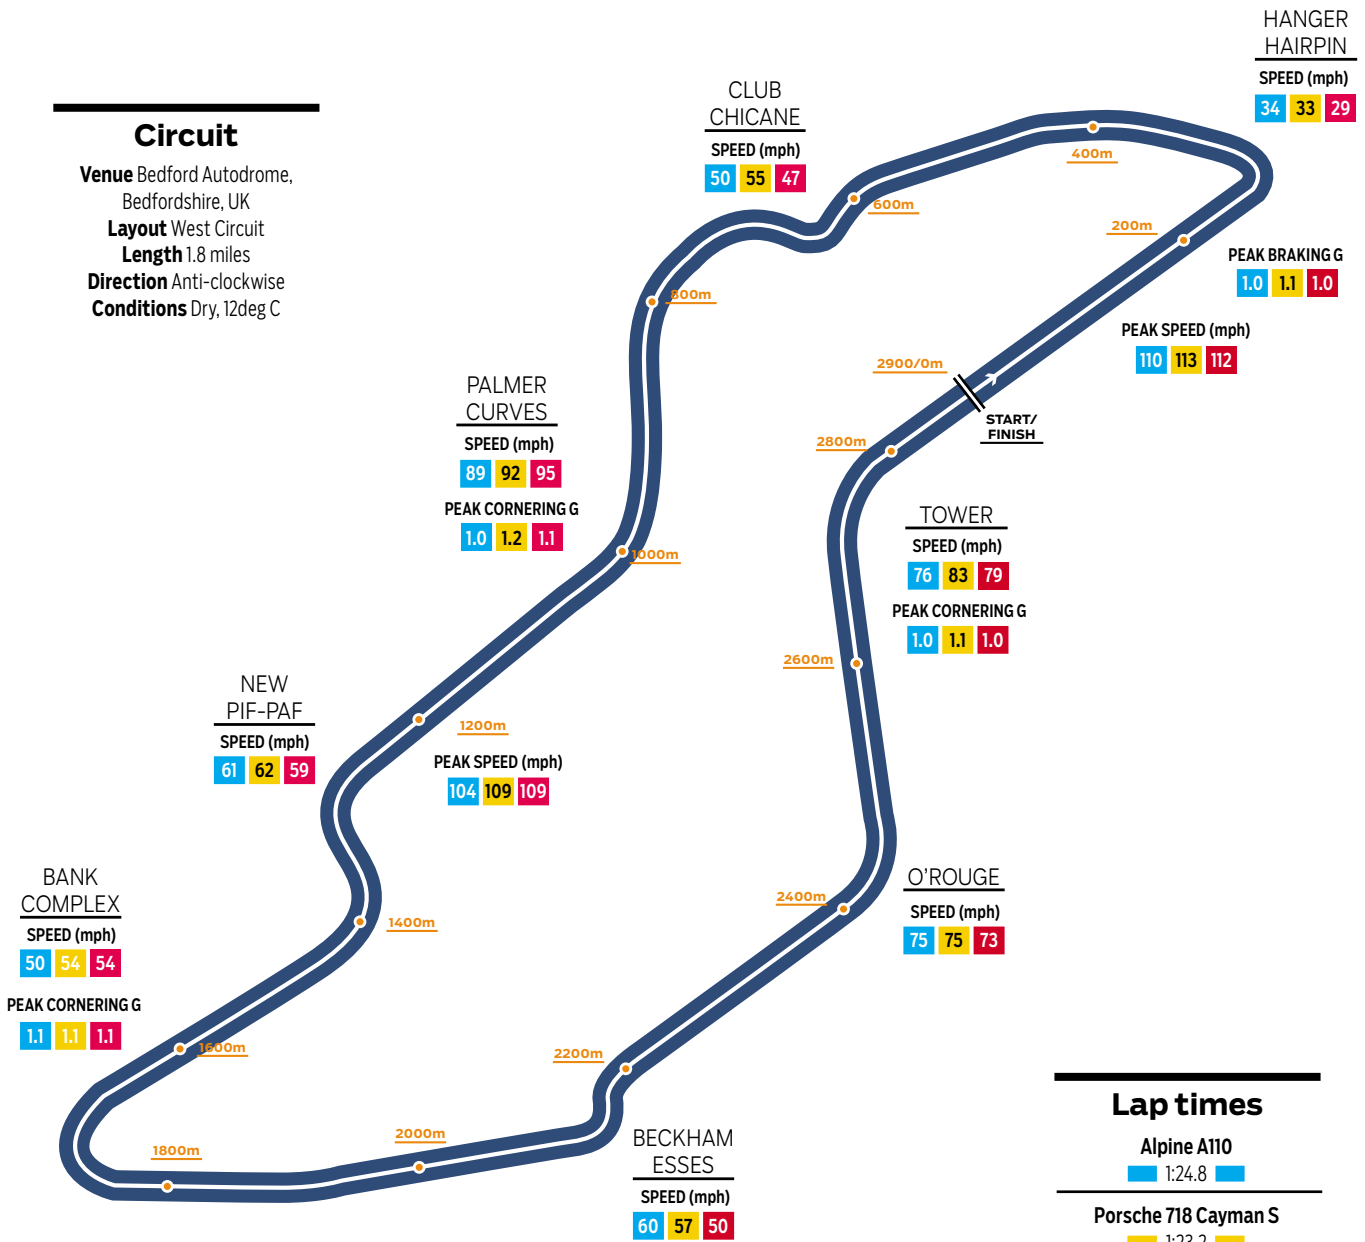 Circuit
Venue Bedford Autodrome,
Bedfordshire, UK
Layout West Circuit
Length 1.8 miles
Direction Anti-clockwise
Conditions Dry, 12deg C
HANGER
HAIRPIN
SPEED (mph)
34 33 29
CLUB
CHICANE
SPEED (mph)
50 55 47
400m
600m
200m
PEAK BRAKING G
1.0 1.1 1.0
800m
PEAK SPEED (mph)
110 113 112
2900/0m
START/
FINISH
PALMER
CURVES
SPEED (mph)
89 92 95
PEAK CORNERING G
1.0 1.2 1.1
2800m
1000m
TOWER
SPEED (mph)
76 83 79
PEAK CORNERING G
1.0 1.1 1.0
2600m
NEW
PIF-PAF
SPEED (mph)
61 62 59
1200m
PEAK SPEED (mph)
104 109 109
BANK
COMPLEX
SPEED (mph)
50 54 54
PEAK CORNERING G
1.1 1.1 1.1
1400m
2400m
O'ROUGE
SPEED (mph)
75 75 73
1600m
2200m
1800m
2000m
BECKHAM
ESSES
SPEED (mph)
60 57 50
Lap times
Alpine A110
1:24.8
Porsche 718 Cayman S
1:23.2